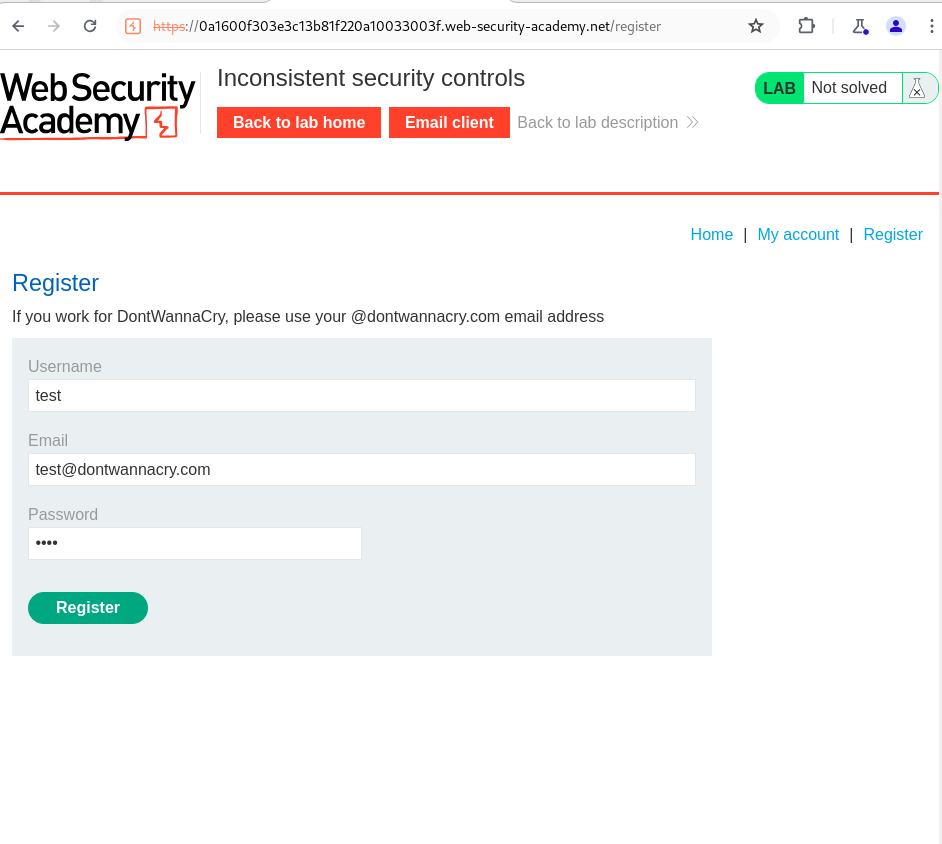 https://0a1600f303e3c13b81f220a10033003f.web-security-academy.net/register
Web Security
Academy
Inconsistent security controls
Back to lab home
Email client
Back to lab description
LAB
Not solved
Home | My account | Register
Register
If you work for DontWannaCry, please use your @dontwannacry.com email address
Username
test
Email
test@dontwannacry.com
Password
••••
Register